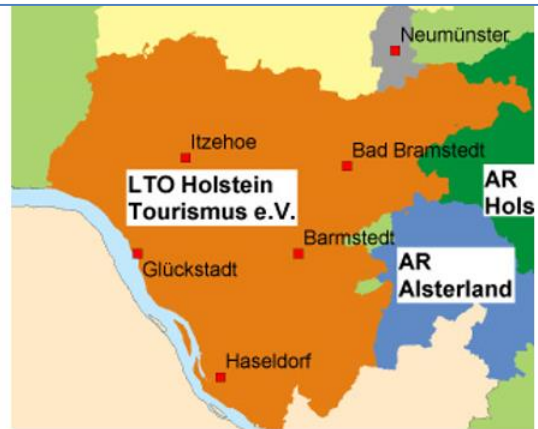 Neumünster
Itzehoe
Bad Bramstedt
LTO Holstein
Tourismus e.V.
AR
Hols
Barmstedt
Glückstadt
AR
Alsterland
Haseldorf